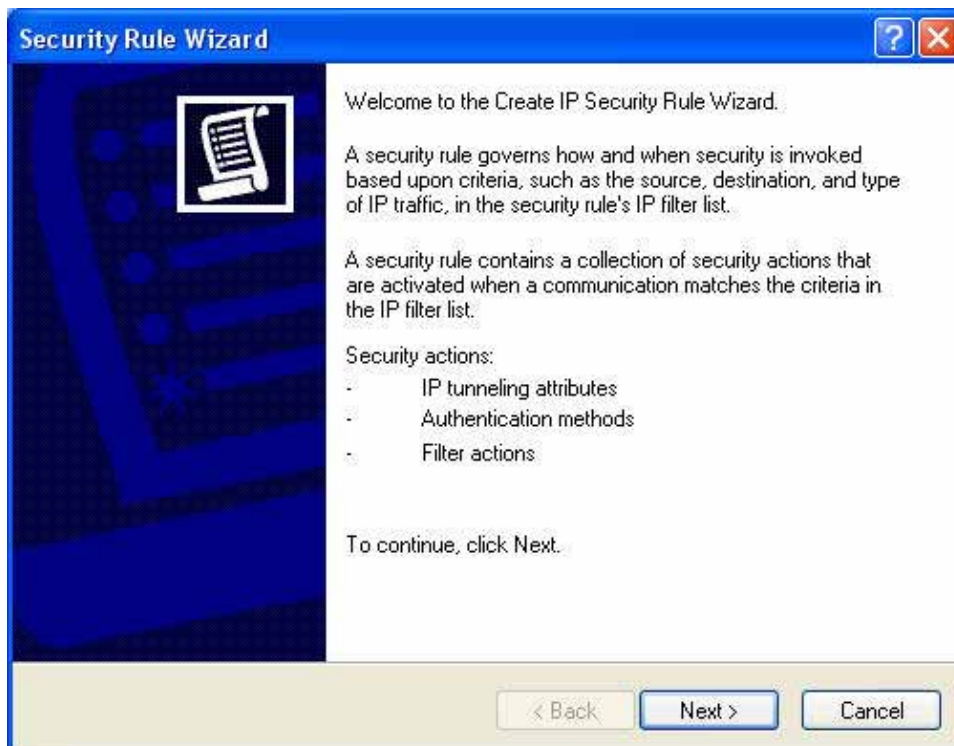 Security Rule Wizard
Welcome to the Create IP Security Rule Wizard.
A security rule governs how and when security is invoked
based upon criteria, such as the source, destination, and type
of IP traffic, in the security rule's IP filter list.
A security rule contains a collection of security actions that
are activated when a communication matches the criteria in
the IP filter list.
Security actions:
- IP tunneling attributes
- Authentication methods
- Filter actions
To continue, click Next.
< Back Next > Cancel